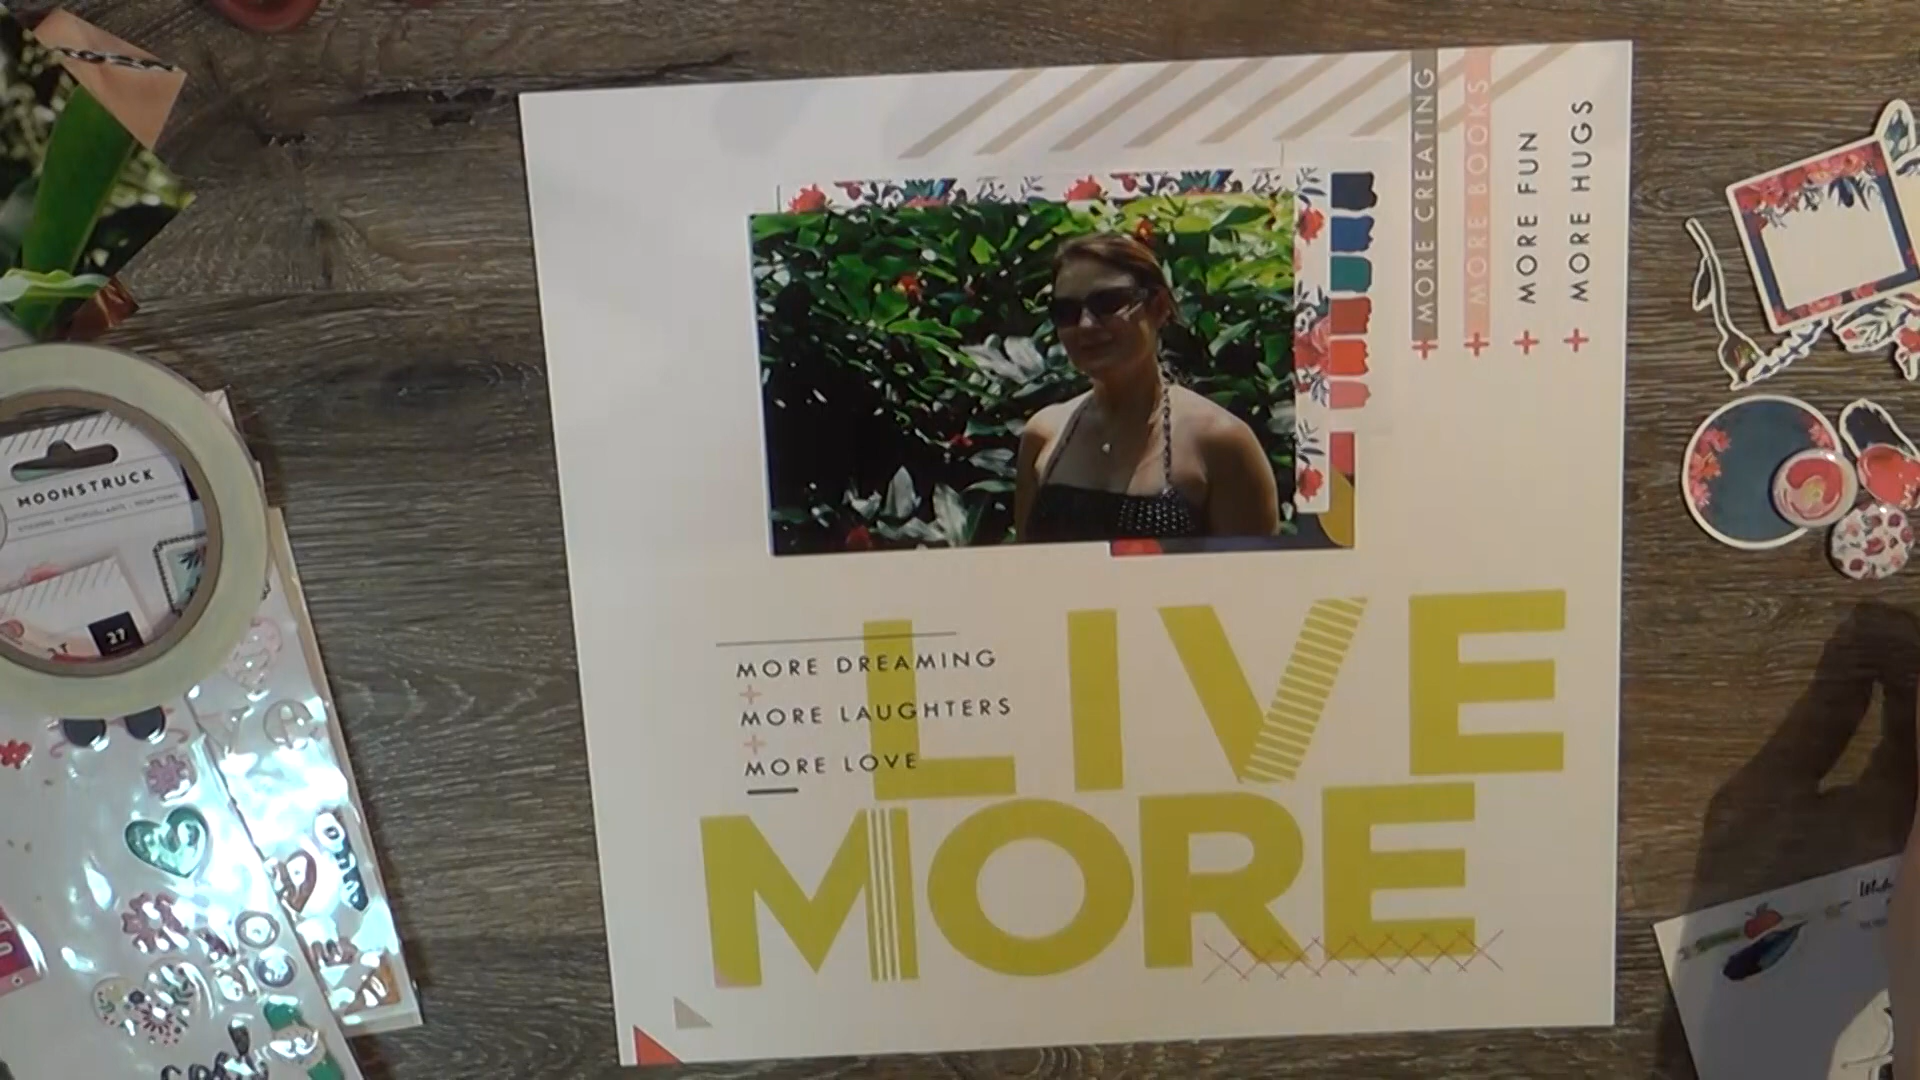 MORE CREATING
MORE BOOKS
MORE FUN
MORE HUGS
MOONSTRUCK
27
LIVE
MORE DREAMING
+
MORE LAUGHTERS
+
MORE LOVE
MORE